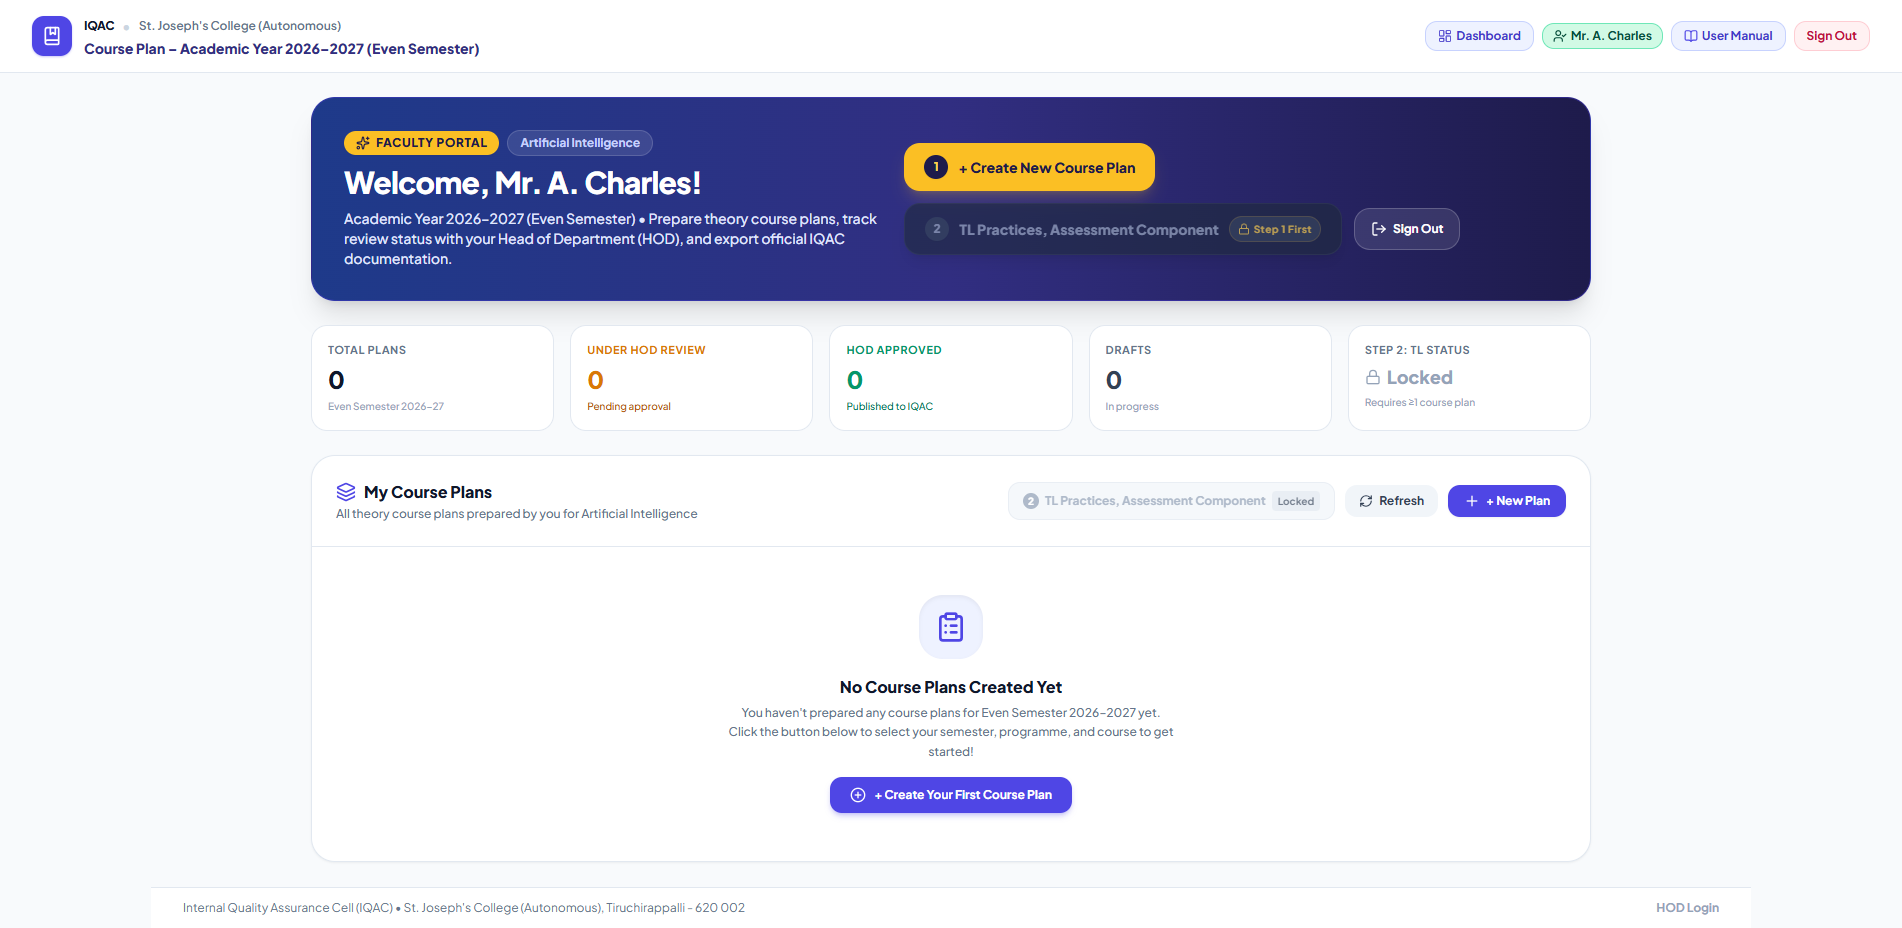 IQAC • St. Joseph's College (Autonomous)
Course Plan – Academic Year 2026–2027 (Even Semester)
Dashboard
Mr. A. Charles
User Manual
Sign Out
FACULTY PORTAL
Artificial Intelligence
Welcome, Mr. A. Charles!
Academic Year 2026–2027 (Even Semester) • Prepare theory course plans, track
review status with your Head of Department (HOD), and export official IQAC
documentation.
1 + Create New Course Plan
2 TL Practices, Assessment Component Step 1 First
Sign Out
TOTAL PLANS
0
Even Semester 2026–27
UNDER HOD REVIEW
0
Pending approval
HOD APPROVED
0
Published to IQAC
DRAFTS
0
In progress
STEP 2: TL STATUS
Locked
Requires ≥1 course plan
My Course Plans
All theory course plans prepared by you for Artificial Intelligence
2 TL Practices, Assessment Component Locked
Refresh
+ New Plan
No Course Plans Created Yet
You haven't prepared any course plans for Even Semester 2026–2027 yet.
Click the button below to select your semester, programme, and course to get
started!
+ Create Your First Course Plan
Internal Quality Assurance Cell (IQAC) • St. Joseph's College (Autonomous), Tiruchirappalli - 620 002
HOD Login